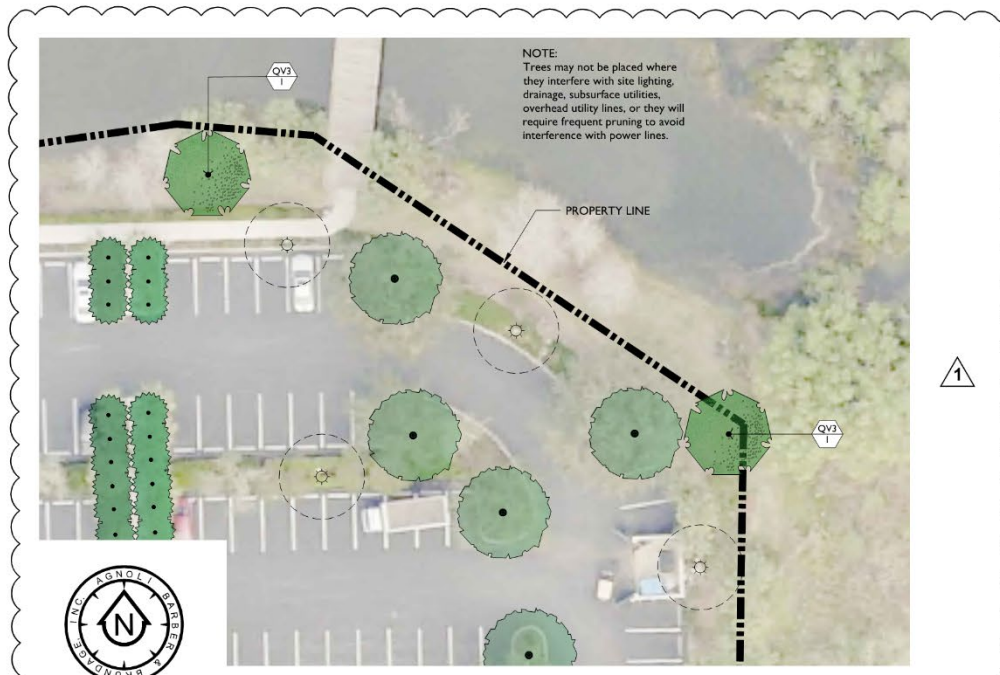 QV3
1
NOTE:
Trees may not be placed where
they interfere with site lighting,
drainage, subsurface utilities,
overhead utility lines, or they will
require frequent pruning to avoid
interference with power lines.
PROPERTY LINE
1
QV3
1
AGNOLI BARBER & BRUNDAGE, INC.
N